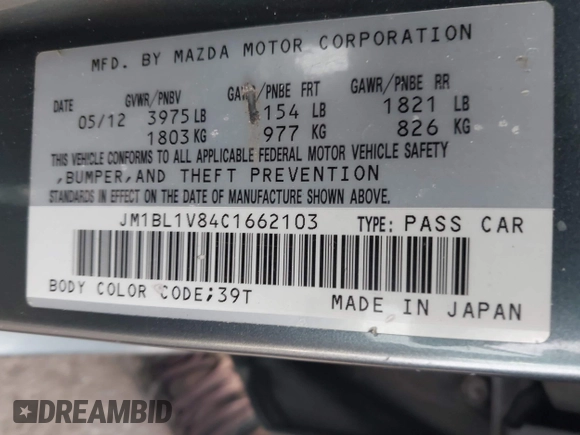 MFD. BY MAZDA MOTOR CORPORATION
DATE GVWR/PNBV GAWR/PNBE FRT GAWR/PNBE RR
05/12 3975 LB 154 LB 1821 LB
1803 KG 977 KG 826 KG
THIS VEHICLE CONFORMS TO ALL APPLICABLE FEDERAL MOTOR VEHICLE SAFETY
,BUMPER,AND THEFT PREVENTION
STANDARDS IN EFFECT ON THE DATE OF MANUFACTURE SHOWN ABOVE.
JM1BL1V84C1662103 TYPE: PASS CAR
BODY COLOR CODE;39T MADE IN JAPAN
DREAMBID